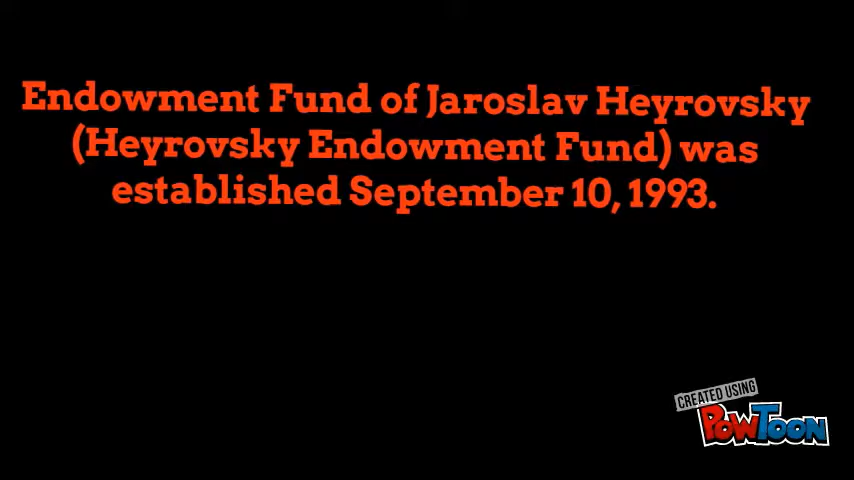 Endowment Fund of Jaroslav Heyrovsky
(Heyrovsky Endowment Fund) was
established September 10, 1993.
CREATED USING
POWTOON